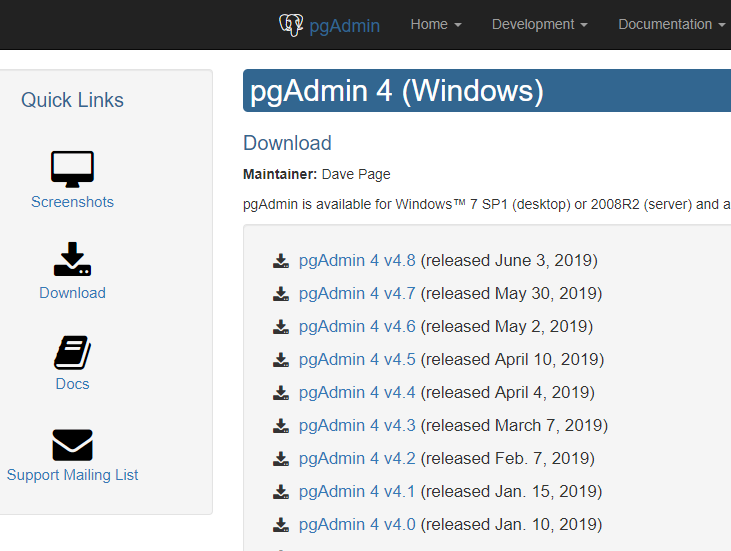 pgAdmin Home Development Documentation
Quick Links
Screenshots
Download
Docs
Support Mailing List
pgAdmin 4 (Windows)
Download
Maintainer: Dave Page
pgAdmin is available for Windows™ 7 SP1 (desktop) or 2008R2 (server) and a
pgAdmin 4 v4.8 (released June 3, 2019)
pgAdmin 4 v4.7 (released May 30, 2019)
pgAdmin 4 v4.6 (released May 2, 2019)
pgAdmin 4 v4.5 (released April 10, 2019)
pgAdmin 4 v4.4 (released April 4, 2019)
pgAdmin 4 v4.3 (released March 7, 2019)
pgAdmin 4 v4.2 (released Feb. 7, 2019)
pgAdmin 4 v4.1 (released Jan. 15, 2019)
pgAdmin 4 v4.0 (released Jan. 10, 2019)